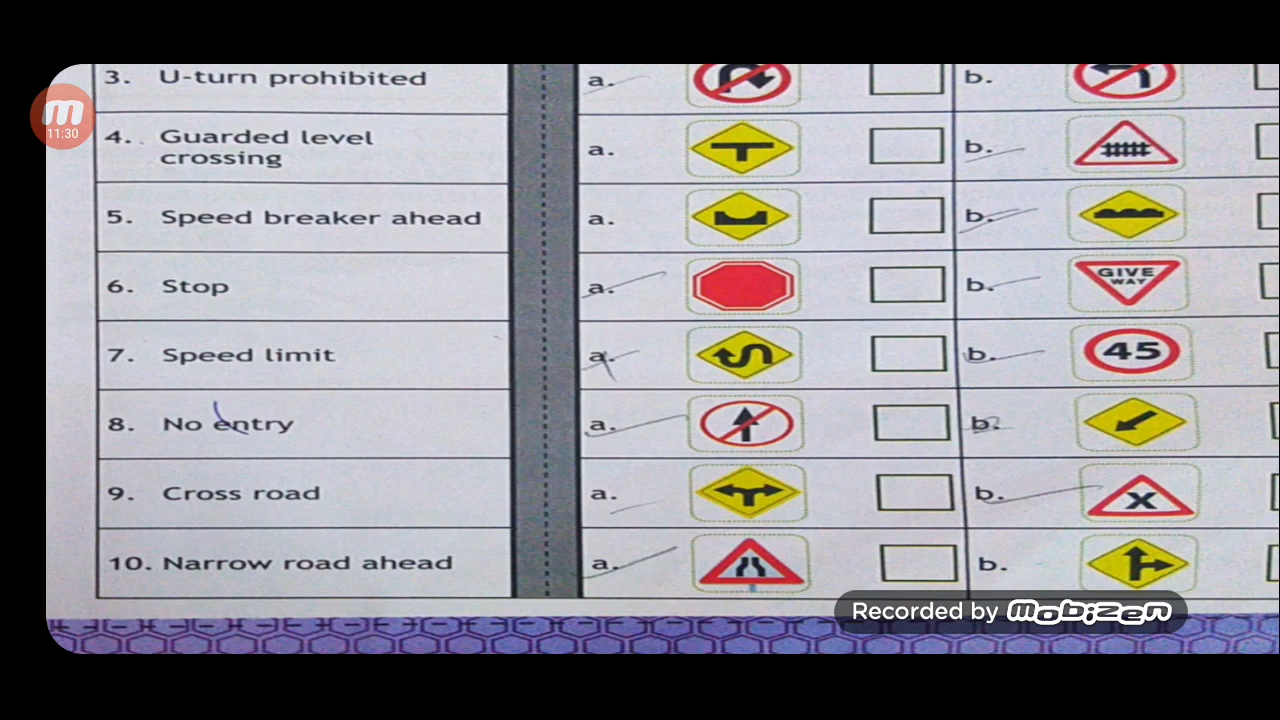 3. U-turn prohibited a. b.
11:30
4. Guarded level
crossing a. b.
5. Speed breaker ahead a. b.
6. Stop a. b. GIVE
WAY
7. Speed limit a. b. 45
8. No entry a. b.
9. Cross road a. b. X
10. Narrow road ahead a. b.
Recorded by mobizen